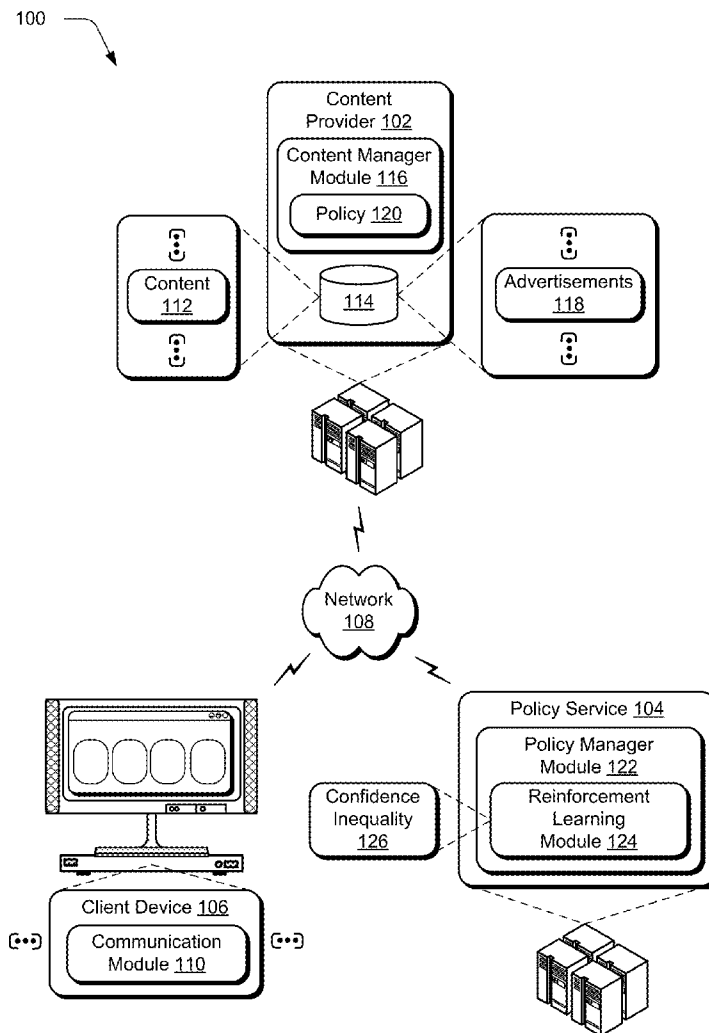 100
Content
Provider 102
Content Manager
Module 116
Policy 120
Content
112
114
Advertisements
118
Network
108
Policy Service 104
Policy Manager
Module 122
Reinforcement
Learning
Module 124
Confidence
Inequality
126
Client Device 106
Communication
Module 110